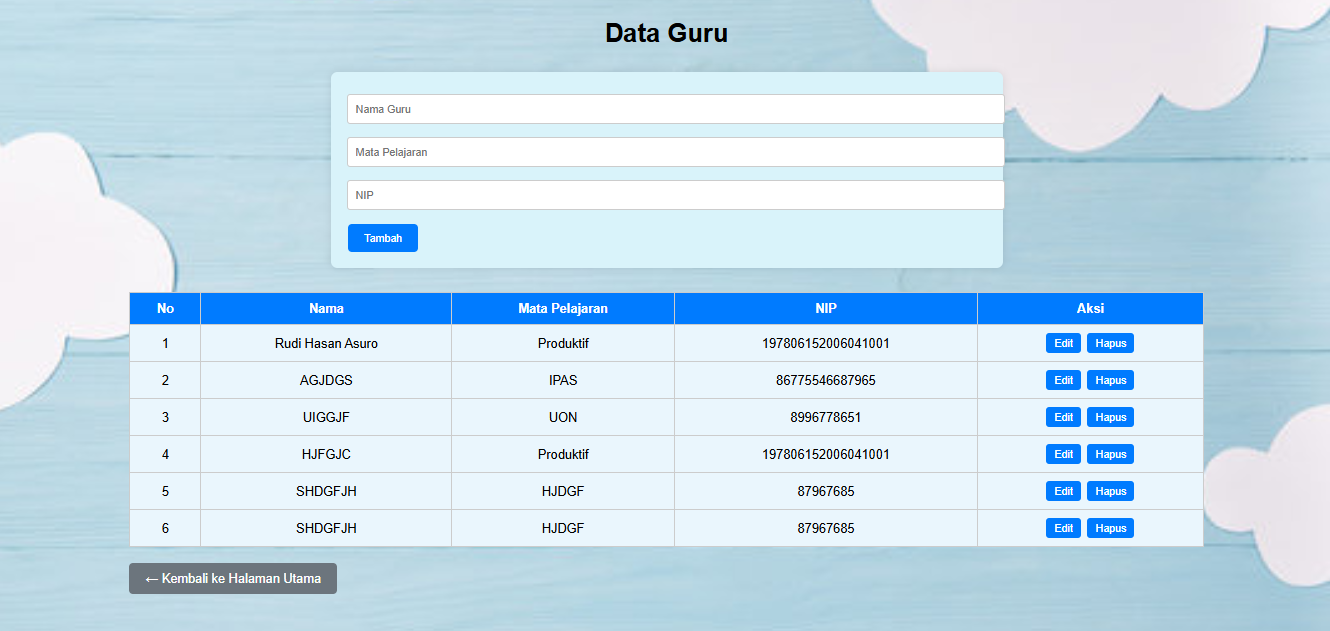 Data Guru
Nama Guru
Mata Pelajaran
NIP
Tambah
No Nama Mata Pelajaran NIP Aksi
1 Rudi Hasan Asuro Produktif 197806152006041001 Edit Hapus
2 AGJDGS IPAS 86775546687965 Edit Hapus
3 UIGGJF UON 8996778651 Edit Hapus
4 HJFGJC Produktif 197806152006041001 Edit Hapus
5 SHDGFJH HJDGF 87967685 Edit Hapus
6 SHDGFJH HJDGF 87967685 Edit Hapus
← Kembali ke Halaman Utama